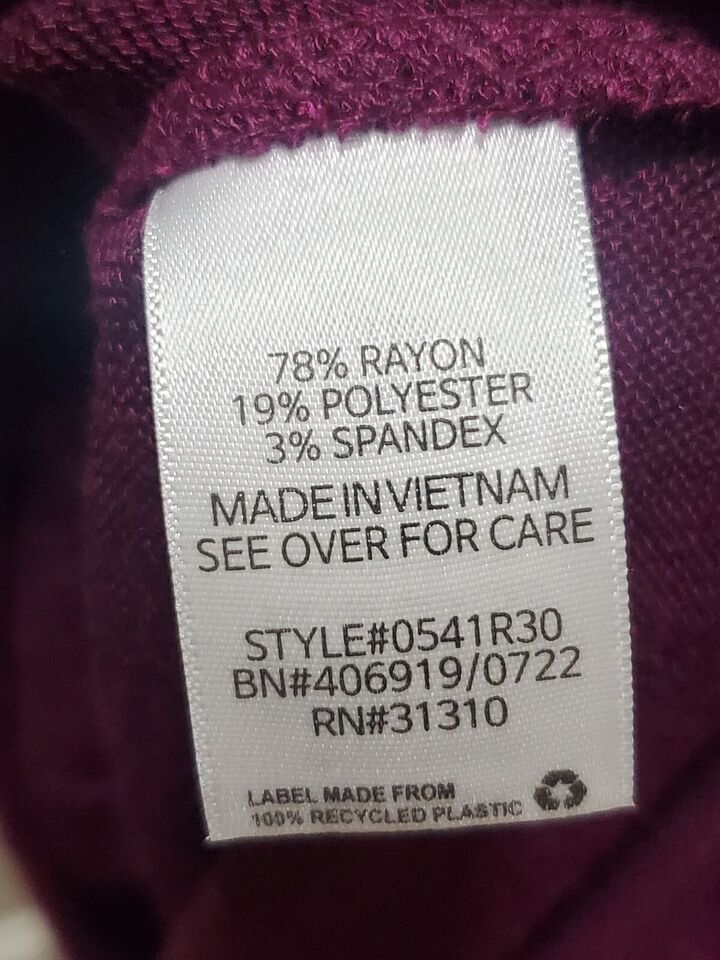 78% RAYON
19% POLYESTER
3% SPANDEX
MADE IN VIETNAM
SEE OVER FOR CARE
STYLE#0541R30
BN#406919/0722
RN#31310
LABEL MADE FROM
100% RECYCLED PLASTIC